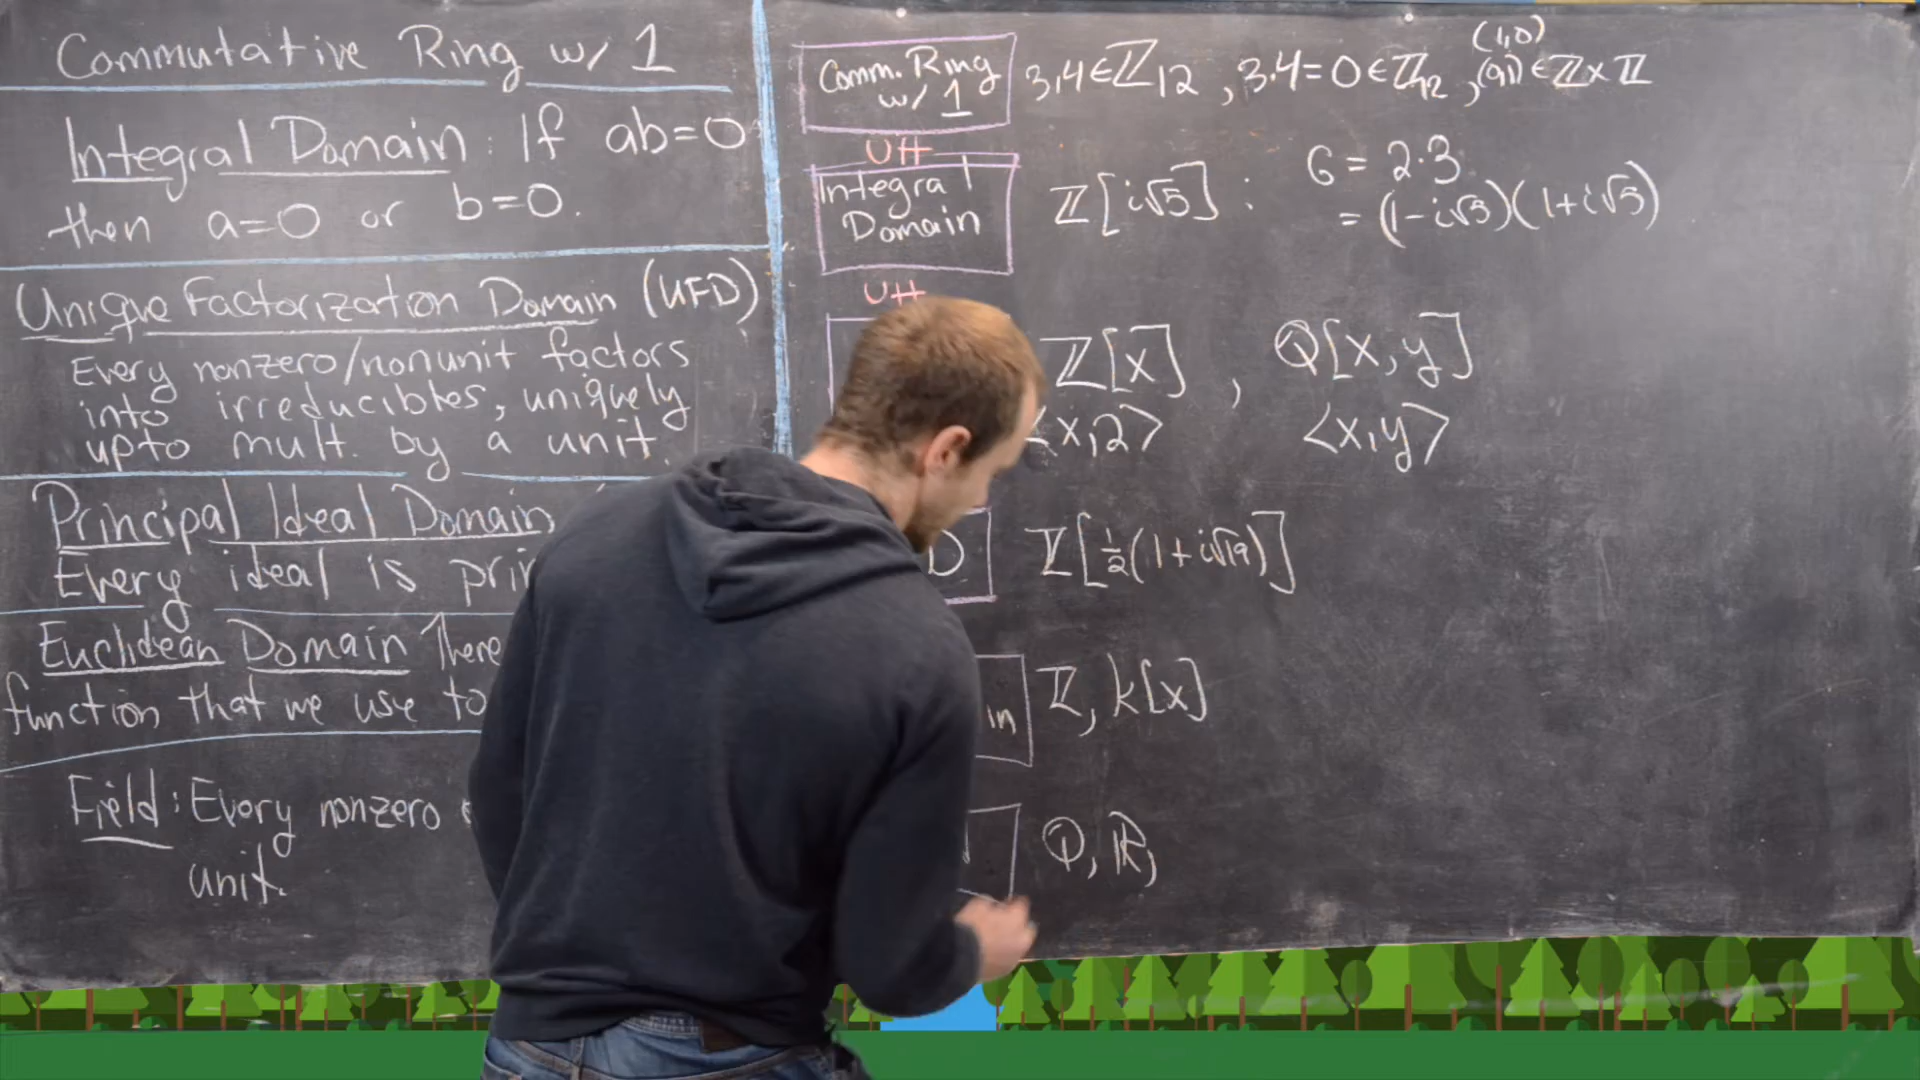 Commutative Ring w/ 1
Integral Domain: If ab=0
then a=0 or b=0.
Unique Factorization Domain (UFD)
Every nonzero/nonunit factors
into irreducibles, uniquely
upto mult. by a unit.
Principal Ideal Domain
Every ideal is prin
Euclidean Domain There
function that we use to
Field: Every nonzero
unit.
Comm. Ring
w/ 1
3,4∈ℤ₁₂, 3·4=0∈ℤ₁₂, (0,1)∈ℤ×ℤ
(1,0)
Integral
Domain
ℤ[i√5]: 6 = 2·3
= (1-i√5)(1+i√5)
ℤ[x], ℚ[x,y]
<x,2> <x,y>
D
ℤ[½(1+i√19)]
in
ℤ, k[x]
ℚ, ℝ,